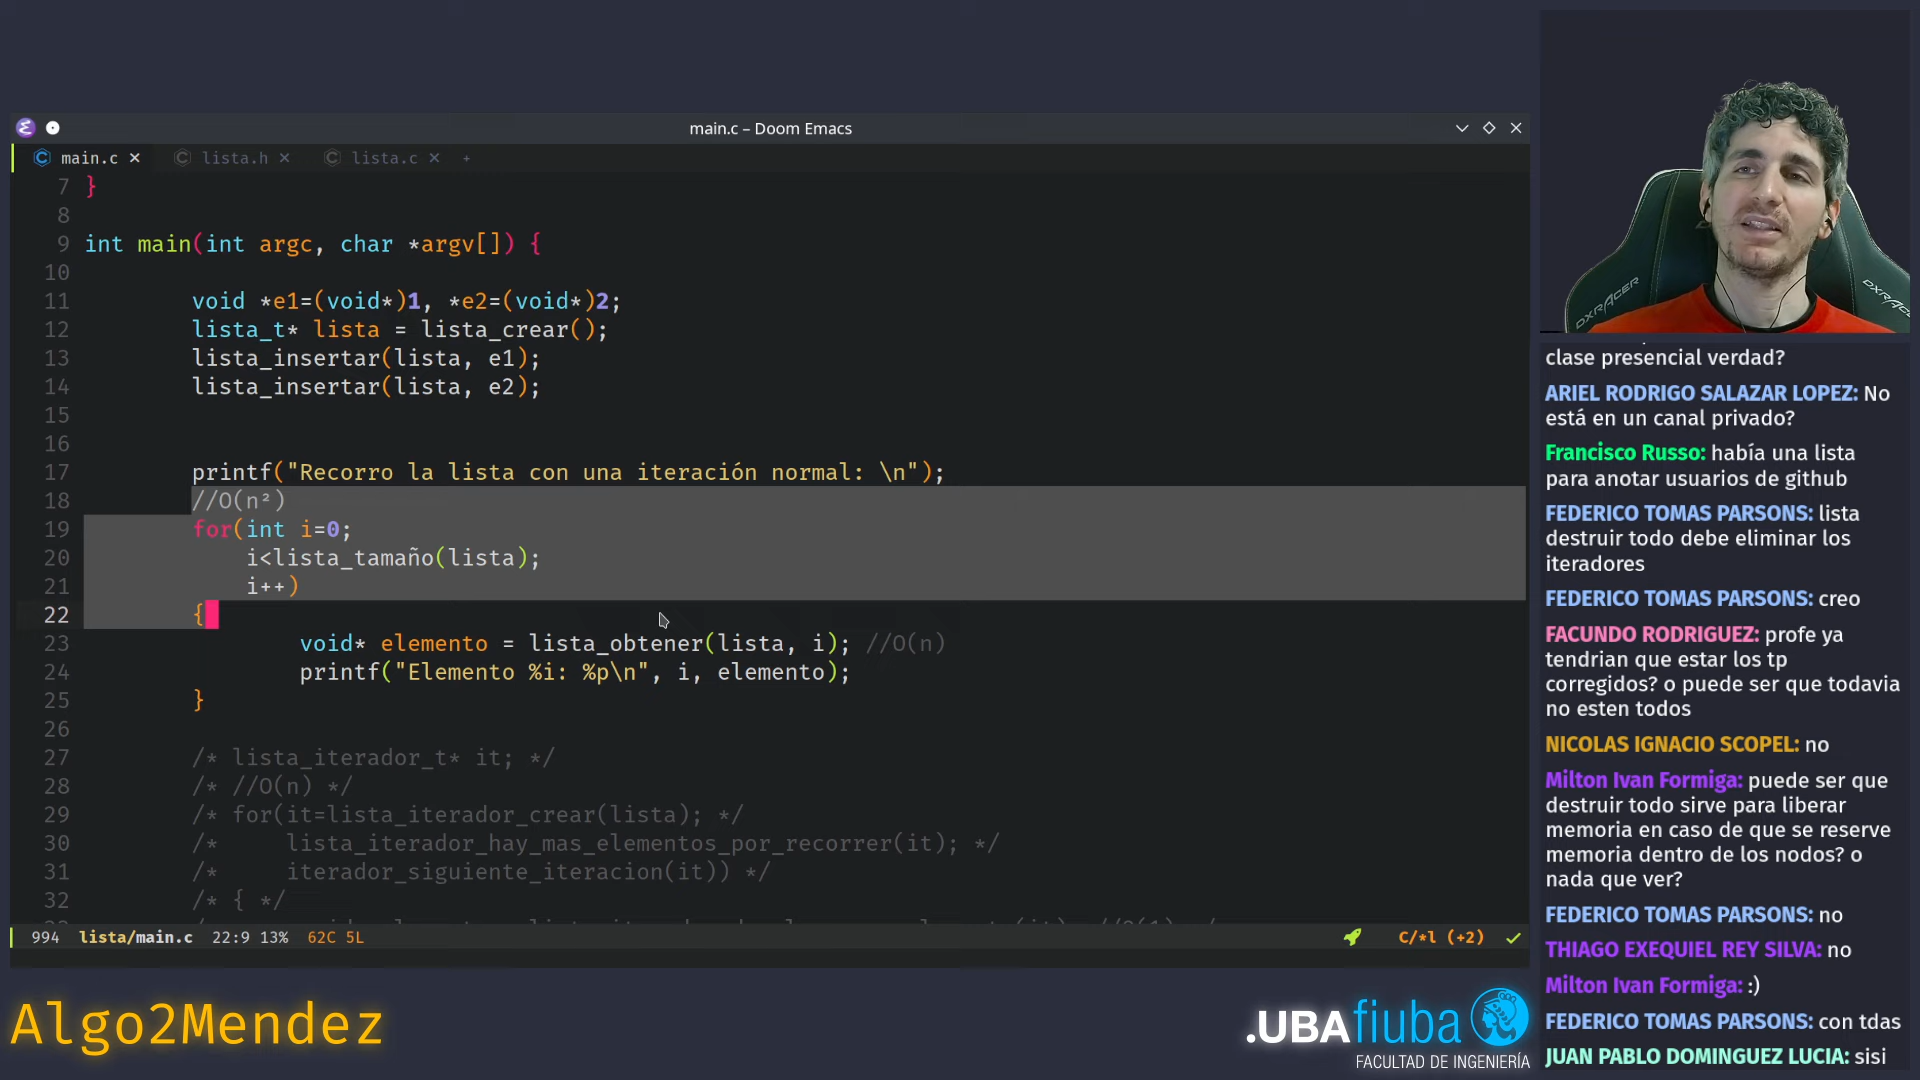 main.c – Doom Emacs
main.c × lista.h × lista.c × +
7 }
8
9 int main(int argc, char *argv[]) {
10
11 void *e1=(void*)1, *e2=(void*)2;
12 lista_t* lista = lista_crear();
13 lista_insertar(lista, e1);
14 lista_insertar(lista, e2);
15
16
17 printf("Recorro la lista con una iteración normal: \n");
18 //O(n²)
19 for(int i=0;
20 i<lista_tamaño(lista);
21 i++)
22 {
23 void* elemento = lista_obtener(lista, i); //O(n)
24 printf("Elemento %i: %p\n", i, elemento);
25 }
26
27 /* lista_iterador_t* it; */
28 /* //O(n) */
29 /* for(it=lista_iterador_crear(lista); */
30 /* lista_iterador_hay_mas_elementos_por_recorrer(it); */
31 /* iterador_siguiente_iteracion(it)) */
32 /* { */
994 lista/main.c 22:9 13% 62C 5L C/*l (+2)
Algo2Mendez
.UBAfiuba
FACULTAD DE INGENIERÍA
DXRACER
clase presencial verdad?
ARIEL RODRIGO SALAZAR LOPEZ: No
está en un canal privado?
Francisco Russo: había una lista
para anotar usuarios de github
FEDERICO TOMAS PARSONS: lista
destruir todo debe eliminar los
iteradores
FEDERICO TOMAS PARSONS: creo
FACUNDO RODRIGUEZ: profe ya
tendrian que estar los tp
corregidos? o puede ser que todavia
no esten todos
NICOLAS IGNACIO SCOPEL: no
Milton Ivan Formiga: puede ser que
destruir todo sirve para liberar
memoria en caso de que se reserve
memoria dentro de los nodos? o
nada que ver?
FEDERICO TOMAS PARSONS: no
THIAGO EXEQUIEL REY SILVA: no
Milton Ivan Formiga: :)
FEDERICO TOMAS PARSONS: con tdas
JUAN PABLO DOMINGUEZ LUCIA: sisi